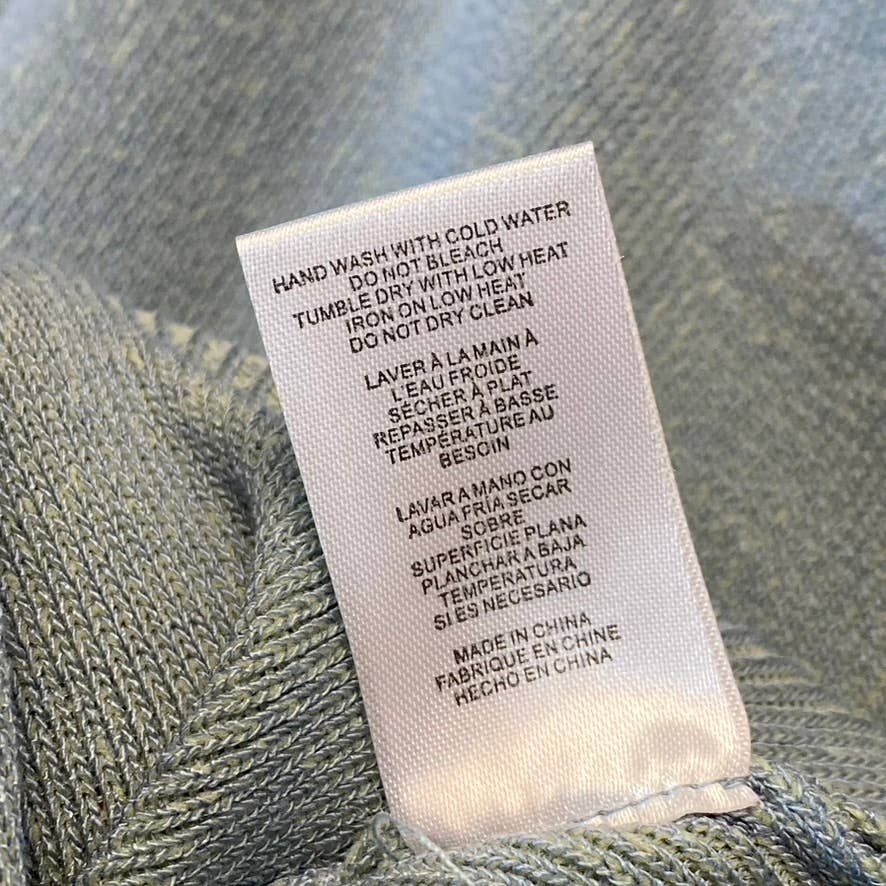 HAND WASH WITH COLD WATER
DO NOT BLEACH
TUMBLE DRY WITH LOW HEAT
IRON ON LOW HEAT
DO NOT DRY CLEAN
LAVER À LA MAIN À
L'EAU FROIDE
SÉCHER À PLAT
REPASSER À BASSE
TEMPÉRATURE AU
BESOIN
LAVAR A MANO CON
AGUA FRÍA SECAR
SOBRE
SUPERFICIE PLANA
PLANCHAR A BAJA
TEMPERATURA
SI ES NECESARIO
MADE IN CHINA
FABRIQUE EN CHINE
HECHO EN CHINA